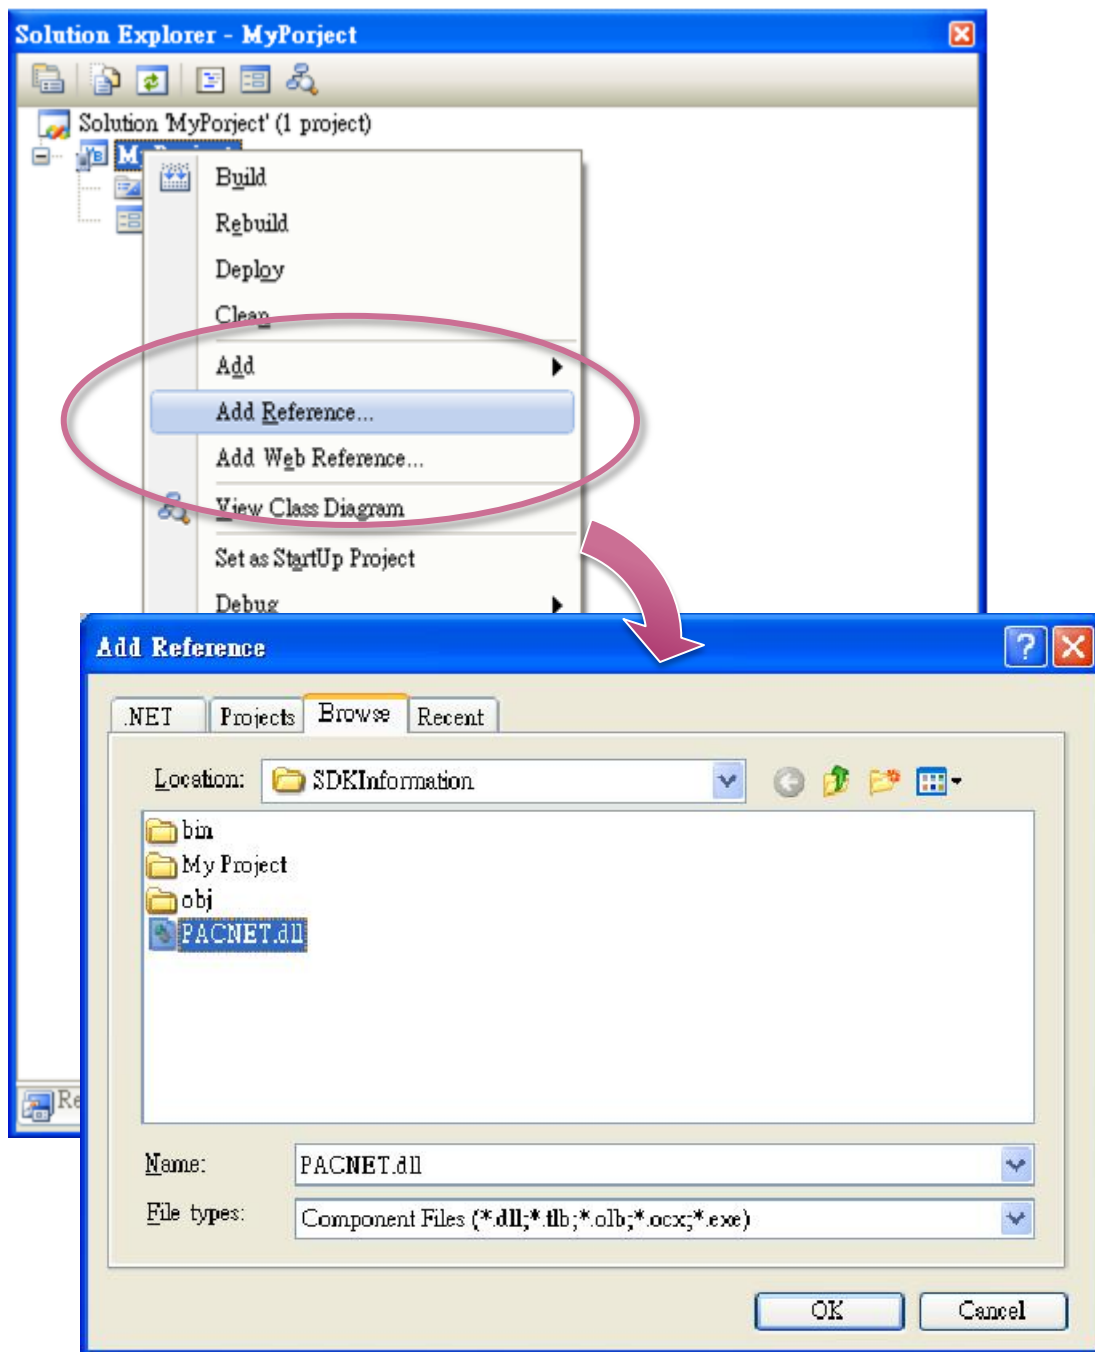 Solution Explorer - MyPorject
Solution 'MyPorject' (1 project)
Build
Rebuild
Deploy
Clean
Add
Add Reference...
Add Web Reference...
View Class Diagram
Set as StartUp Project
Debug
Add Reference
.NET Projects Browse Recent
Location: SDKInformation
bin
My Project
obj
PACNET.dll
Name: PACNET.dll
File types: Component Files (*.dll;*.tlb;*.olb;*.ocx;*.exe)
OK Cancel